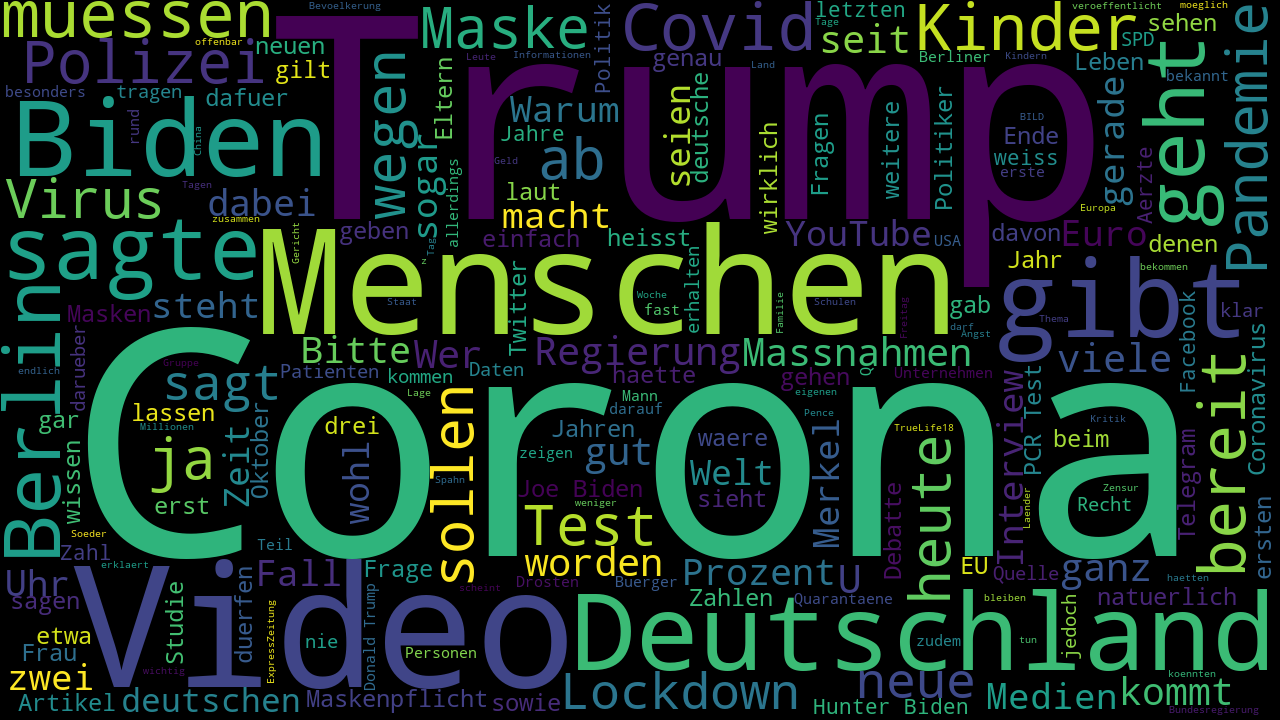 muessen
Bevoelkerung
offenbar
neuen
Polizei
gilt
besonders
tragen
dafuer
rund
China
Biden
Trump
wegen
Maske
Eltern
sogar
allerdings
Leute
Informationen
Warum
Jahre
Geld
ab
laut
macht
Politik
Covid
genau
Land
seien
deutsche
wirklich
letzten
Tage
seit
Fragen
weitere
Politiker
Kinder
Berliner
Kindern
BILD
Ende
weiss
erste
SPD
veroeffentlicht
moeglich
sehen
Leben
bekannt
gerade
Aerzte
geht
Pandemie
Virus
Tagen
dabei
zusammen
sagte
Gericht
geben
Tag
z
einfach
heisst
YouTube
USA
davon
Europa
Euro
denen
Jahr
bekommen
Menschen
Staat
Woche
fast
erhalten
Familie
Schulen
Freitag
gab
darf
Angst
Thema
gibt
klar
Berlin
Masken
steht
darueber
endlich
Gruppe
Bitte
Wer
Twitter
Regierung
Massnahmen
viele
Facebook
Coronavirus
sagt
Patienten
kommen
Daten
haette
gehen
QR
Unternehmen
Lage
Mann
darauf
eigenen
Pence
TrueLife18
Kritik
Interview
PCR Test
beim
bereit
gar
lassen
Millionen
drei
Corona
wissen
ja
erst
Zeit
Oktober
wohl
sollen
Jahren
zeigen
gut
waere
Welt
sieht
Merkel
Spahn
Joe Biden
weniger
Debatte
heute
Zensur
Recht
Laender
Telegram
ersten
Soeder
Zahl
erklaert
Teil
Test
worden
Uhr
sagen
Fall
Frage
scheint
Drosten
Buerger
Prozent
U
EU
Quelle
ganz
haetten
Zahlen
Quarantaene
bleiben
natuerlich
etwa
Frau
zwei
Studie
wichtig
duerfen
ExpressZeitung
nie
Donald Trump
Personen
Video
Deutschland
zudem
tun
jedoch
koennten
Artikel
deutschen
Maskenpflicht
sowie
Lockdown
neue
Hunter Biden
Medien
kommt
Bundesregierung